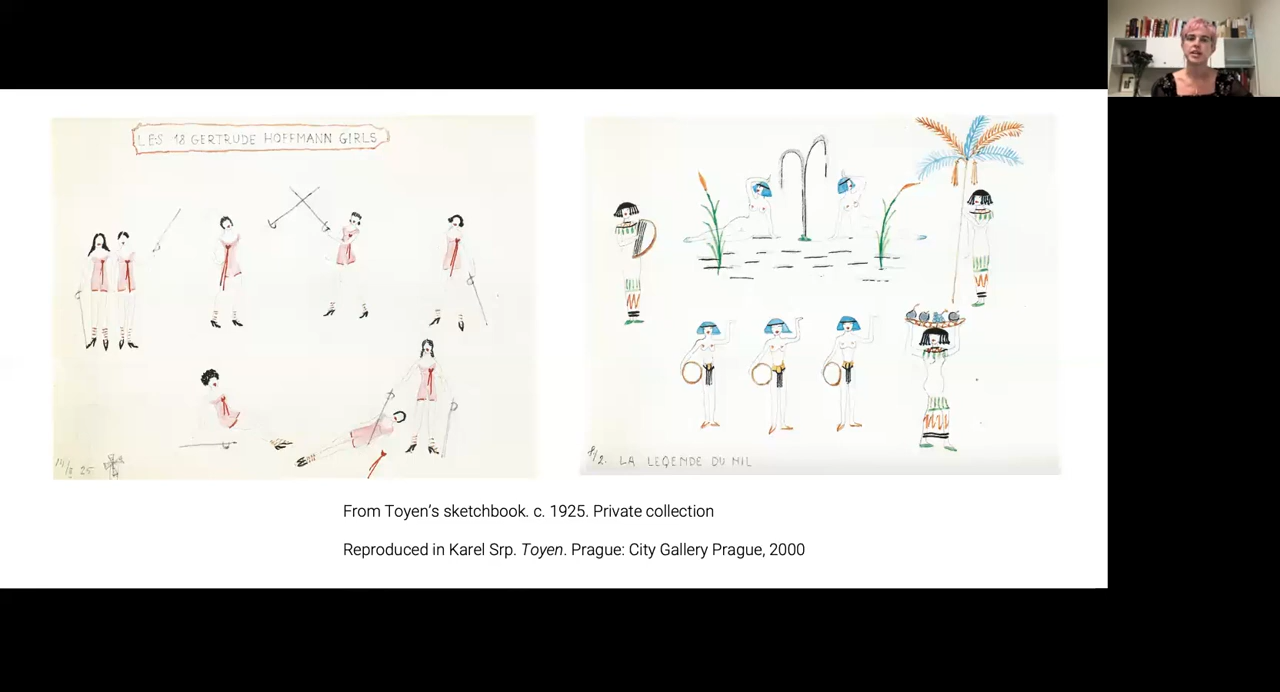 LES 18 GERTRUDE HOFFMANN GIRLS
25
LA LEGENDE DU NIL
From Toyen’s sketchbook. c. 1925. Private collection
Reproduced in Karel Srp. Toyen. Prague: City Gallery Prague, 2000